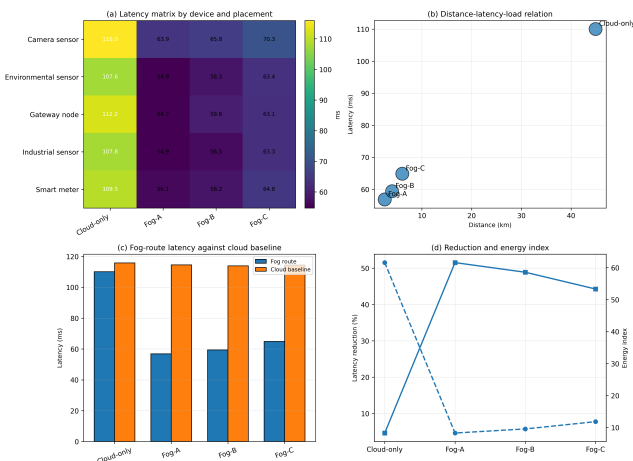 (a) Latency matrix by device and placement
Camera sensor
63.9
65.8
70.3
Environmental sensor
107.6
58.3
63.4
Gateway node
59.8
63.1
Industrial sensor
107.8
56.5
63.3
Smart meter
109.5
56.1
58.2
64.8
Cloud-only
Fog-A
Fog-B
Fog-C
110
100
90
80
70
60
ms
(b) Distance-latency-load relation
110
100
90
80
70
60
Latency (ms)
Cloud-only
Fog-C
Fog-B
Fog-A
10
20
30
40
Distance (km)
(c) Fog-route latency against cloud baseline
120
100
80
60
40
20
0
Latency (ms)
Fog route
Cloud baseline
Cloud-only
Fog-A
Fog-B
Fog-C
(d) Reduction and energy index
50
40
30
20
10
Latency reduction (%)
60
50
40
30
20
10
Energy index
Cloud-only
Fog-A
Fog-B
Fog-C